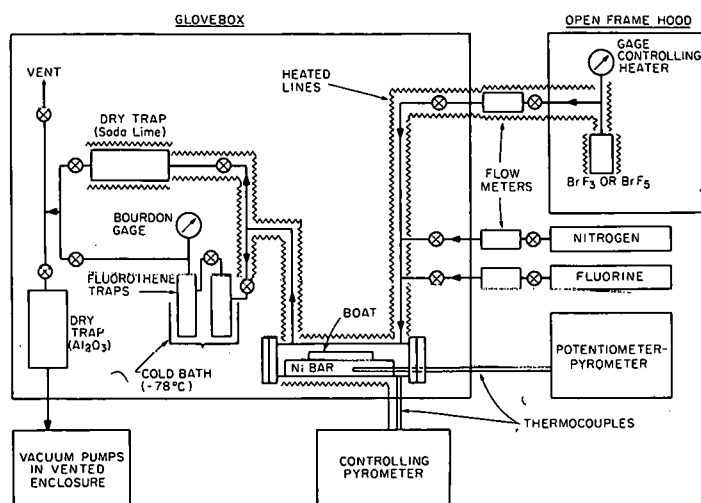 GLOVEBOX
OPEN FRAME HOOD
VENT
HEATED
LINES
GAGE
CONTROLLING
HEATER
DRY TRAP
(Soda Lime)
BrF3 OR BrF5
FLOW
METERS
BOURDON
GAGE
NITROGEN
FLUOROTHENE
TRAPS
FLUORINE
DRY
TRAP
(Al2O3)
BOAT
Ni BAR
POTENTIOMETER-
PYROMETER
COLD BATH
(-78°C)
THERMOCOUPLES
VACUUM PUMPS
IN VENTED
ENCLOSURE
CONTROLLING
PYROMETER